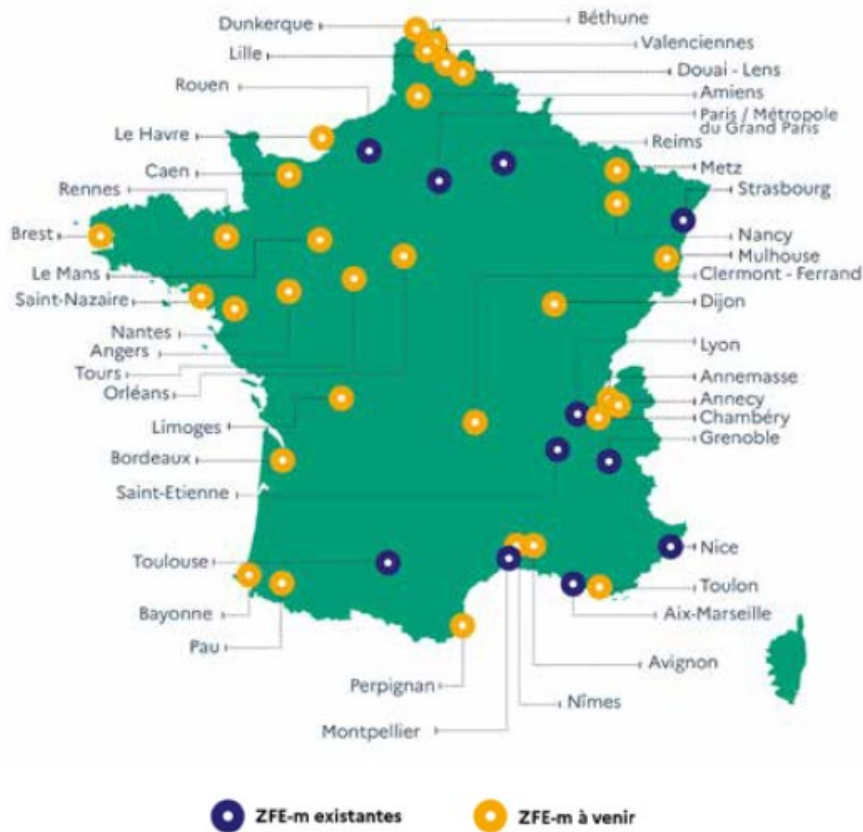 Dunkerque
Béthune
Lille
Valenciennes
Douai - Lens
Rouen
Amiens
Paris / Métropole
du Grand Paris
Le Havre
Reims
Caen
Metz
Rennes
Strasbourg
Brest
Nancy
Mulhouse
Le Mans
Clermont - Ferrand
Saint-Nazaire
Dijon
Nantes
Angers
Lyon
Tours
Annemasse
Orléans
Annecy
Chambéry
Limoges
Grenoble
Bordeaux
Saint-Etienne
Nice
Toulouse
Toulon
Bayonne
Aix-Marseille
Pau
Avignon
Perpignan
Nîmes
Montpellier
ZFE-m existantes
ZFE-m à venir